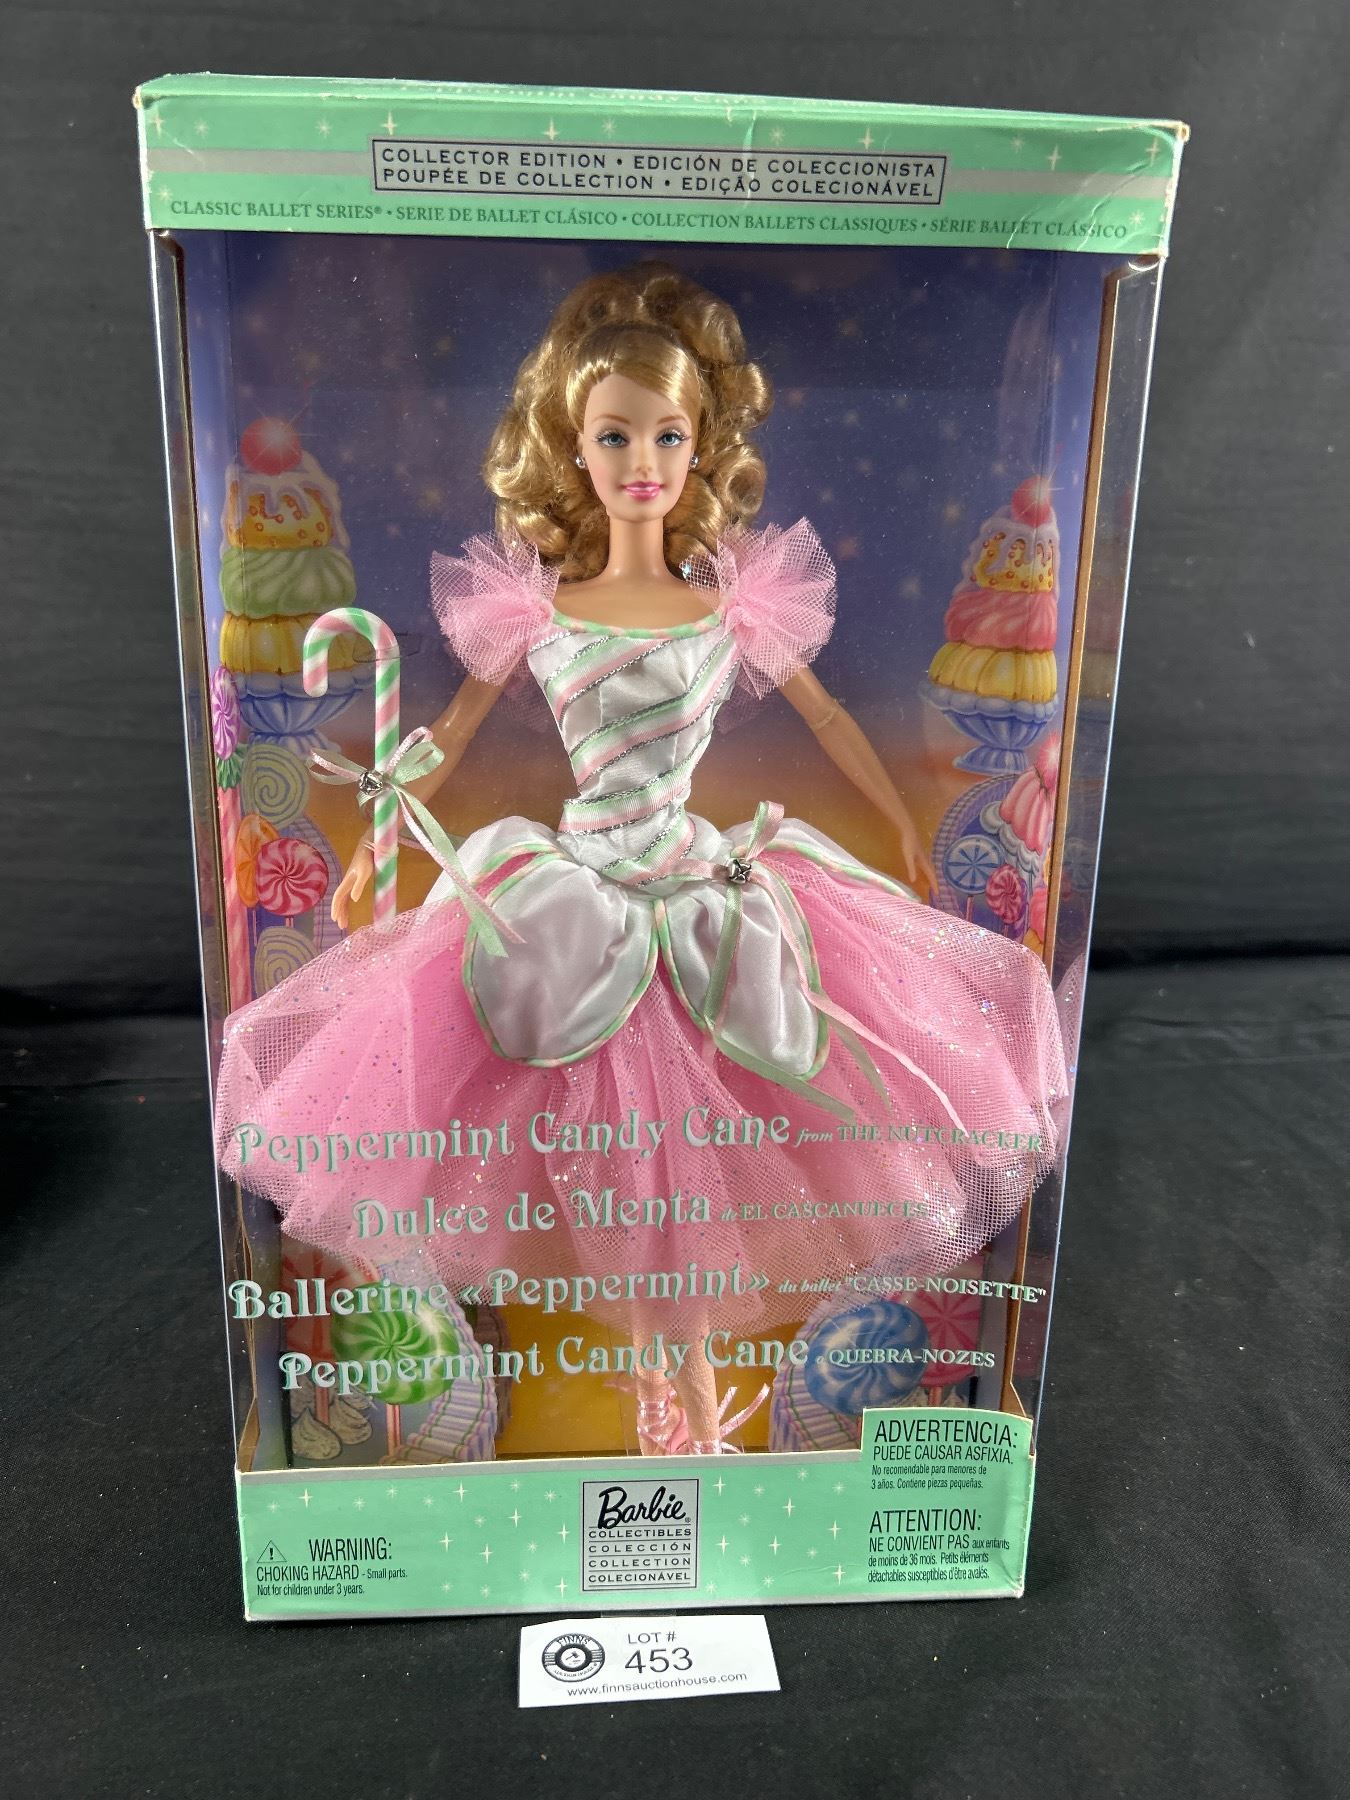 Peppermint Candy Cane
COLLECTOR EDITION • EDICIÓN DE COLECCIONISTA
POUPÉE DE COLLECTION • EDIÇÃO COLECIONÁVEL
CLASSIC BALLET SERIES® • SERIE DE BALLET CLÁSICO • COLLECTION BALLETS CLASSIQUES • SÉRIE BALLET CLÁSSICO
Peppermint Candy Cane from THE NUTCRACKER
Dulce de Menta de EL CASCANUECES
Ballerine «Peppermint» du ballet "CASSE-NOISETTE"
Peppermint Candy Cane QUEBRA-NOZES
ADVERTENCIA:
PUEDE CAUSAR ASFIXIA.
No recomendable para menores de
3 años. Contiene piezas pequeñas.
ATTENTION:
NE CONVIENT PAS aux enfants
de moins de 36 mois. Petits éléments
détachables susceptibles d'être avalés.
Barbie®
COLLECTIBLES
COLECCIÓN
COLLECTION
COLECIONÁVEL
WARNING:
CHOKING HAZARD - Small parts.
Not for children under 3 years.
FINNS
LOT #
453
www.finnsauctionhouse.com